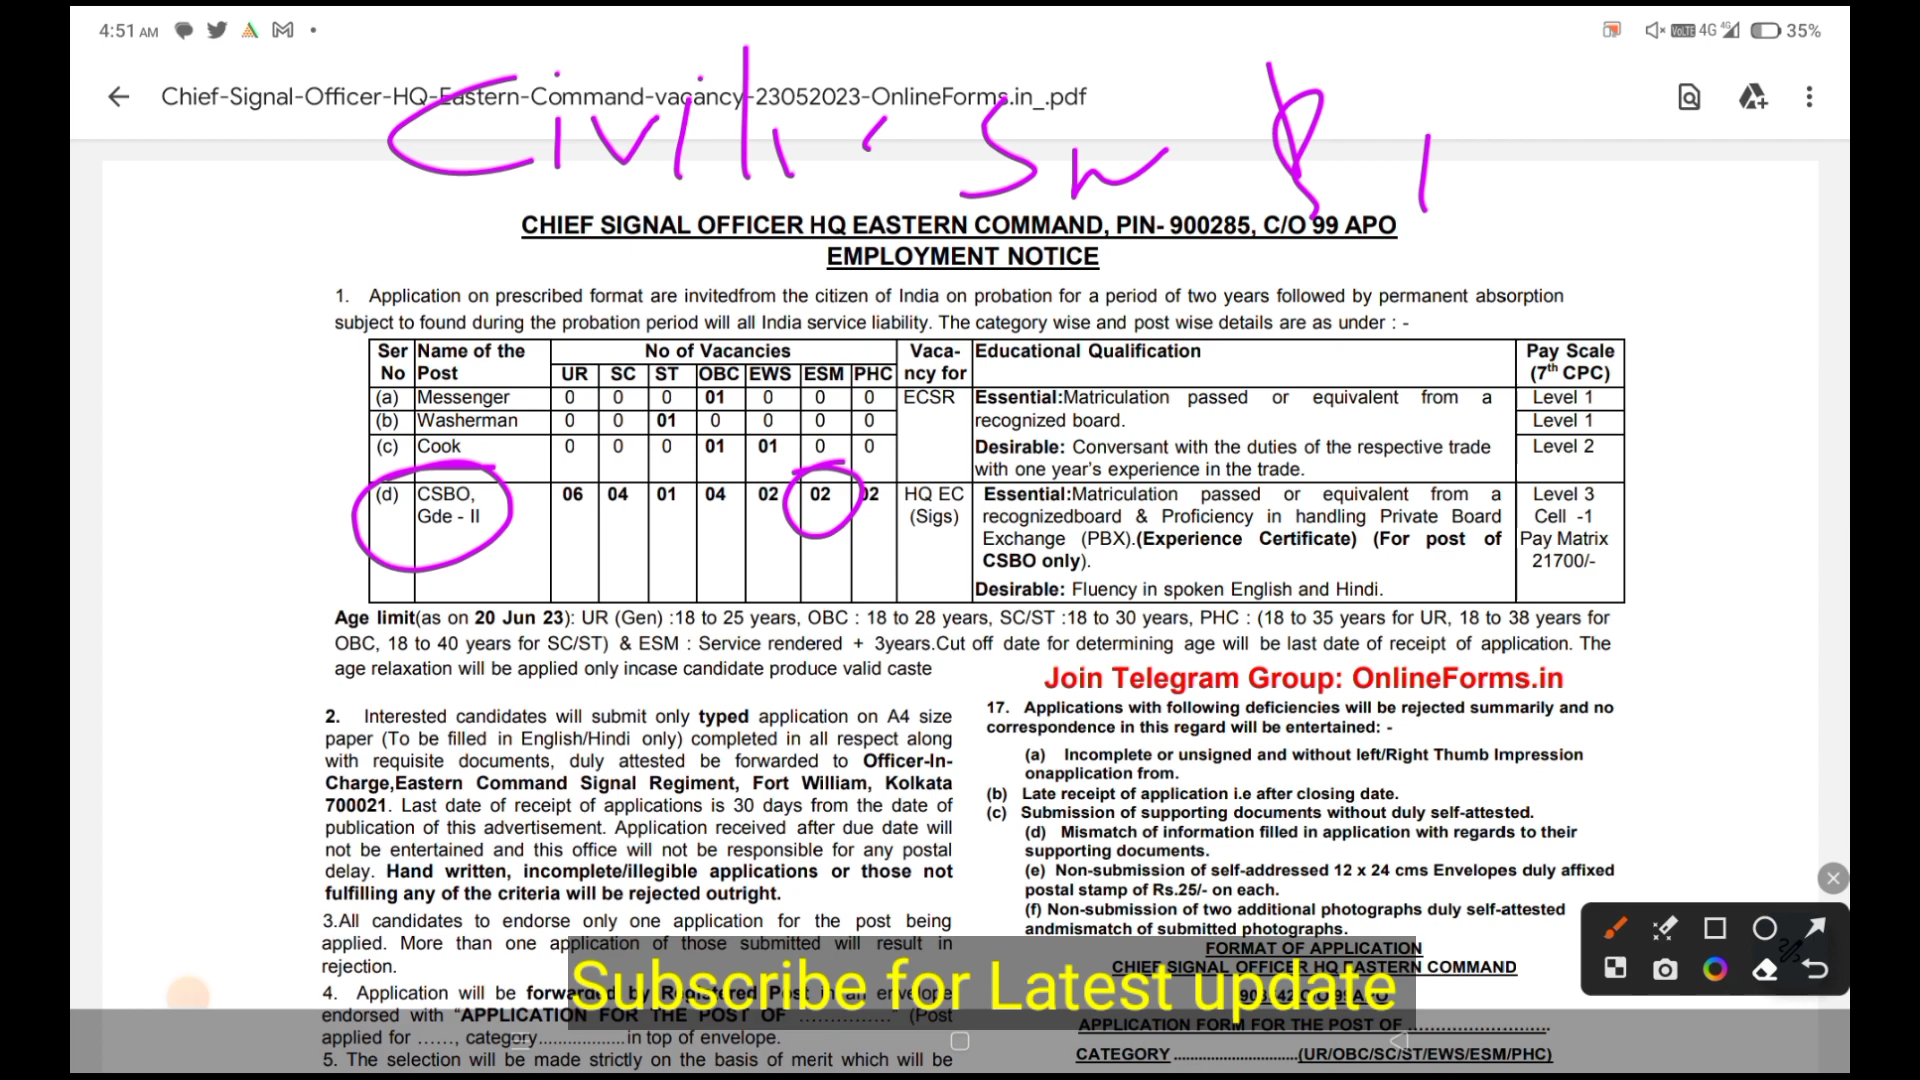 4:51 AM 4G 4G 35%
Chief-Signal-Officer-HQ-Eastern-Command-vacancy-23052023-OnlineForms.in_.pdf
CHIEF SIGNAL OFFICER HQ EASTERN COMMAND, PIN- 900285, C/O 99 APO
EMPLOYMENT NOTICE
1. Application on prescribed format are invitedfrom the citizen of India on probation for a period of two years followed by permanent absorption
subject to found during the probation period will all India service liability. The category wise and post wise details are as under : -
Ser Name of the No of Vacancies Vaca- Educational Qualification Pay Scale
No Post UR SC ST OBC EWS ESM PHC ncy for (7th CPC)
(a) Messenger 0 0 0 01 0 0 0 ECSR Essential:Matriculation passed or equivalent from a Level 1
(b) Washerman 0 0 01 0 0 0 0 recognized board. Level 1
(c) Cook 0 0 0 01 01 0 0 Desirable: Conversant with the duties of the respective trade Level 2
with one year's experience in the trade.
(d) CSBO, 06 04 01 04 02 02 02 HQ EC Essential:Matriculation passed or equivalent from a Level 3
Gde - II (Sigs) recognizedboard & Proficiency in handling Private Board Cell -1
Exchange (PBX).(Experience Certificate) (For post of Pay Matrix
CSBO only). 21700/-
Desirable: Fluency in spoken English and Hindi.
Age limit(as on 20 Jun 23): UR (Gen) :18 to 25 years, OBC : 18 to 28 years, SC/ST :18 to 30 years, PHC : (18 to 35 years for UR, 18 to 38 years for
OBC, 18 to 40 years for SC/ST) & ESM : Service rendered + 3years.Cut off date for determining age will be last date of receipt of application. The
age relaxation will be applied only incase candidate produce valid caste
Join Telegram Group: OnlineForms.in
2. Interested candidates will submit only typed application on A4 size
paper (To be filled in English/Hindi only) completed in all respect along
with requisite documents, duly attested be forwarded to Officer-In-
Charge,Eastern Command Signal Regiment, Fort William, Kolkata
700021. Last date of receipt of applications is 30 days from the date of
publication of this advertisement. Application received after due date will
not be entertained and this office will not be responsible for any postal
delay. Hand written, incomplete/illegible applications or those not
fulfilling any of the criteria will be rejected outright.
3.All candidates to endorse only one application for the post being
applied. More than one application of those submitted will result in
rejection.
4. Application will be forwarded by Registered Post in an envelope
endorsed with “APPLICATION FOR THE POST OF ……………” (Post
applied for ……, category………………in top of envelope.
5. The selection will be made strictly on the basis of merit which will be
17. Applications with following deficiencies will be rejected summarily and no
correspondence in this regard will be entertained: -
(a) Incomplete or unsigned and without left/Right Thumb Impression
onapplication from.
(b) Late receipt of application i.e after closing date.
(c) Submission of supporting documents without duly self-attested.
(d) Mismatch of information filled in application with regards to their
supporting documents.
(e) Non-submission of self-addressed 12 x 24 cms Envelopes duly affixed
postal stamp of Rs.25/- on each.
(f) Non-submission of two additional photographs duly self-attested
andmismatch of submitted photographs.
FORMAT OF APPLICATION
CHIEF SIGNAL OFFICER HQ EASTERN COMMAND
APPLICATION FORM FOR THE POST OF ……………………….
CATEGORY ……………………….(UR/OBC/SC/ST/EWS/ESM/PHC)
Subscribe for Latest update